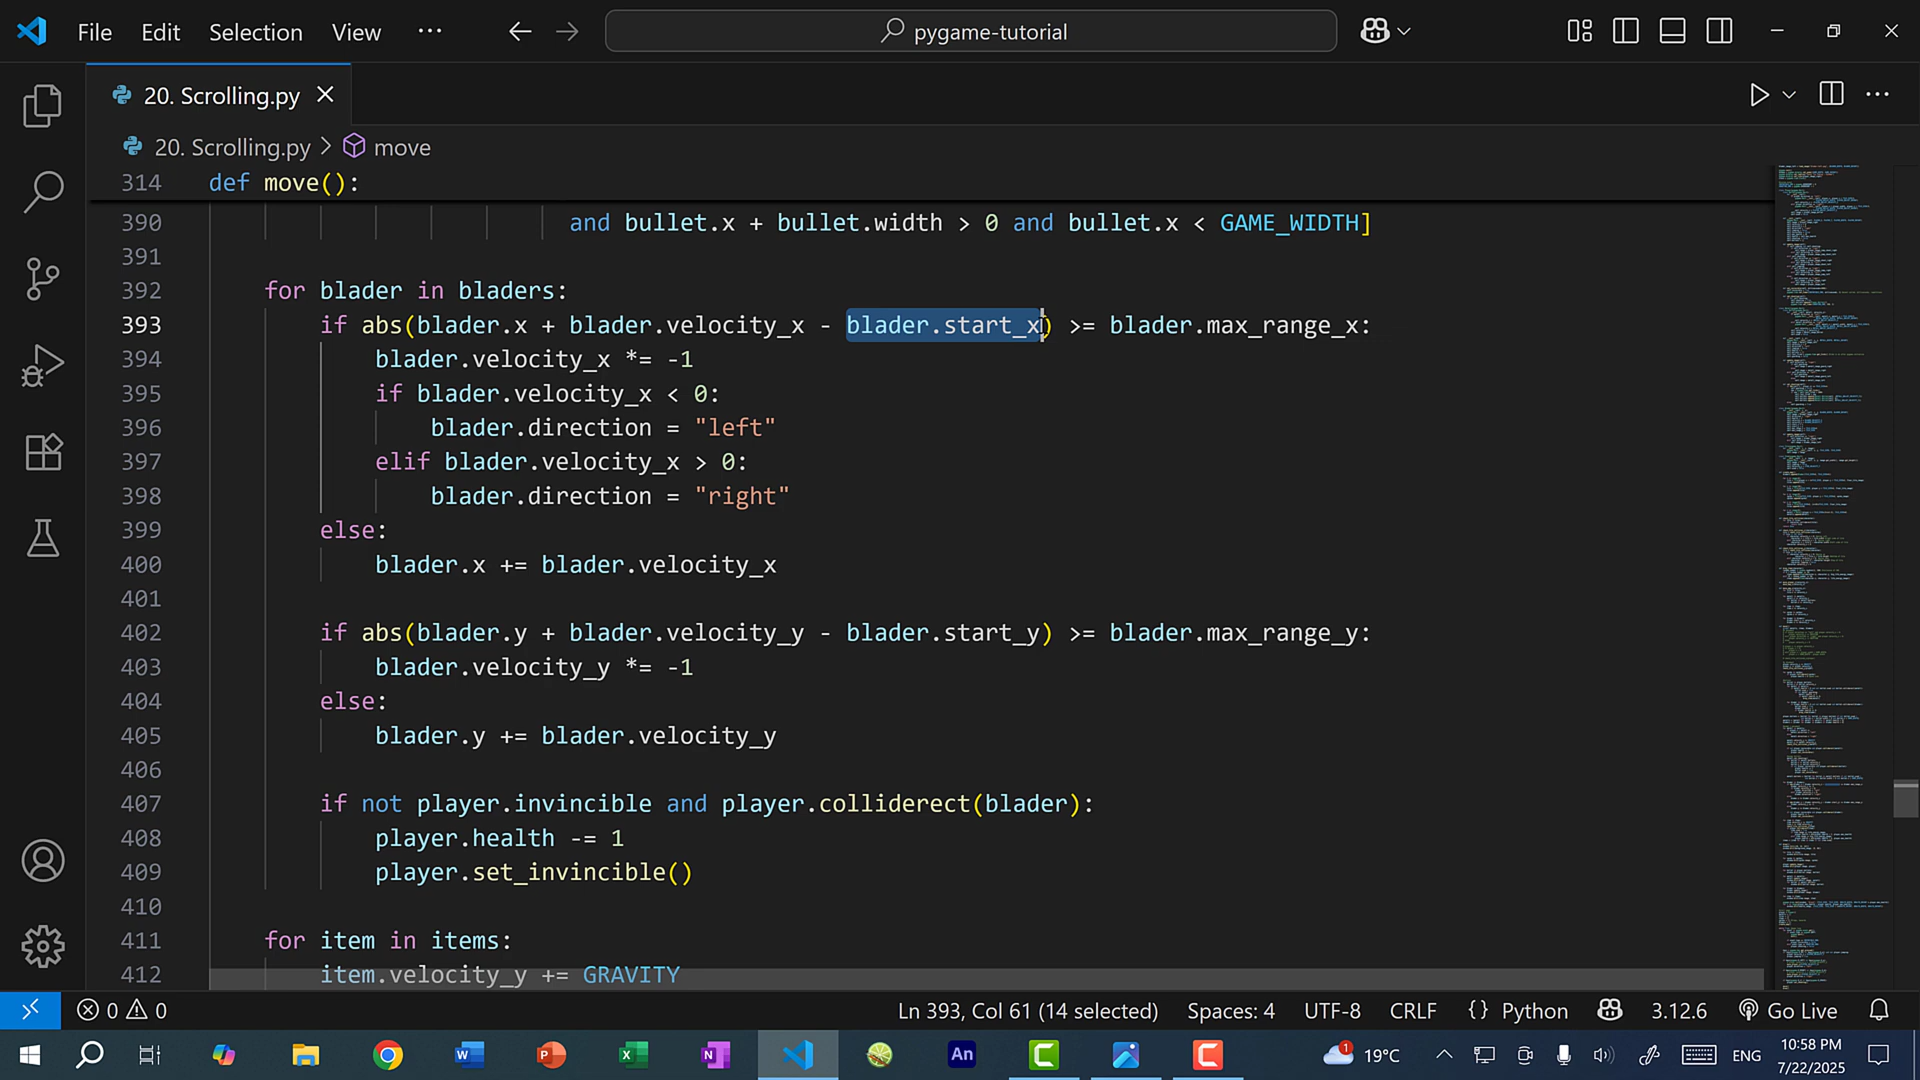 File Edit Selection View ··· pygame-tutorial
20. Scrolling.py
20. Scrolling.py > move
314 def move():
390 and bullet.x + bullet.width > 0 and bullet.x < GAME_WIDTH]
391
392 for blader in bladers:
393 if abs(blader.x + blader.velocity_x - blader.start_x) >= blader.max_range_x:
394 blader.velocity_x *= -1
395 if blader.velocity_x < 0:
396 blader.direction = "left"
397 elif blader.velocity_x > 0:
398 blader.direction = "right"
399 else:
400 blader.x += blader.velocity_x
401
402 if abs(blader.y + blader.velocity_y - blader.start_y) >= blader.max_range_y:
403 blader.velocity_y *= -1
404 else:
405 blader.y += blader.velocity_y
406
407 if not player.invincible and player.colliderect(blader):
408 player.health -= 1
409 player.set_invincible()
410
411 for item in items:
412 item.velocity_y += GRAVITY
0 0 Ln 393, Col 61 (14 selected) Spaces: 4 UTF-8 CRLF {} Python 3.12.6 Go Live
An 1 19°C ENG 10:58 PM
7/22/2025